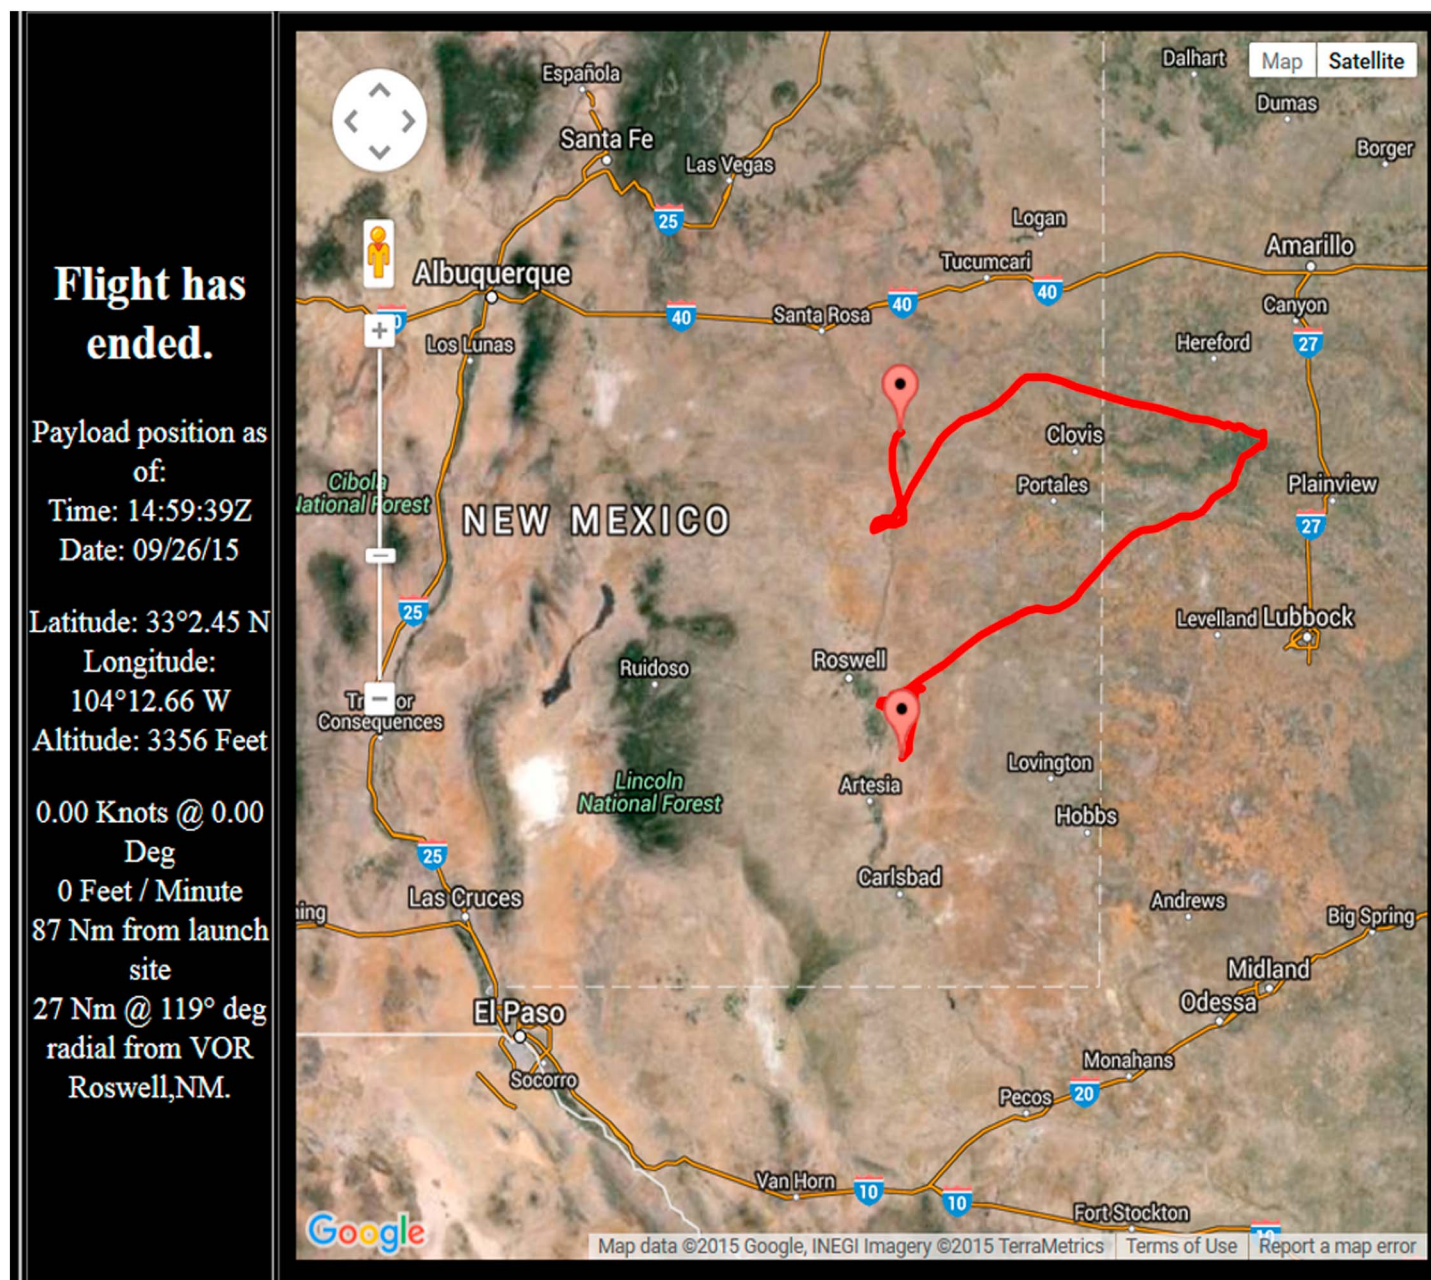 Flight has
ended.
Payload position as
of:
Time: 14:59:39Z
Date: 09/26/15
Latitude: 33°2.45 N
Longitude:
104°12.66 W
Altitude: 3356 Feet
0.00 Knots @ 0.00
Deg
0 Feet / Minute
87 Nm from launch
site
27 Nm @ 119° deg
radial from VOR
Roswell,NM.
Map
Satellite
Dalhart
Dumas
Borger
Española
Santa Fe
Las Vegas
25
Logan
Amarillo
Tucumcari
Albuquerque
40
40
40
Santa Rosa
Canyon
Los Lunas
Hereford
27
Clovis
Cibola
National Forest
Portales
Plainview
NEW MEXICO
27
25
Levelland
Lubbock
Roswell
Ruidoso
or
Consequences
Lovington
Artesia
Lincoln
National Forest
Hobbs
25
Carlsbad
Las Cruces
ning
Andrews
Big Spring
Midland
Odessa
El Paso
Monahans
Socorro
Pecos
20
Van Horn
10
10
Fort Stockton
10
Google
Map data ©2015 Google, INEGI Imagery ©2015 TerraMetrics
Terms of Use
Report a map error